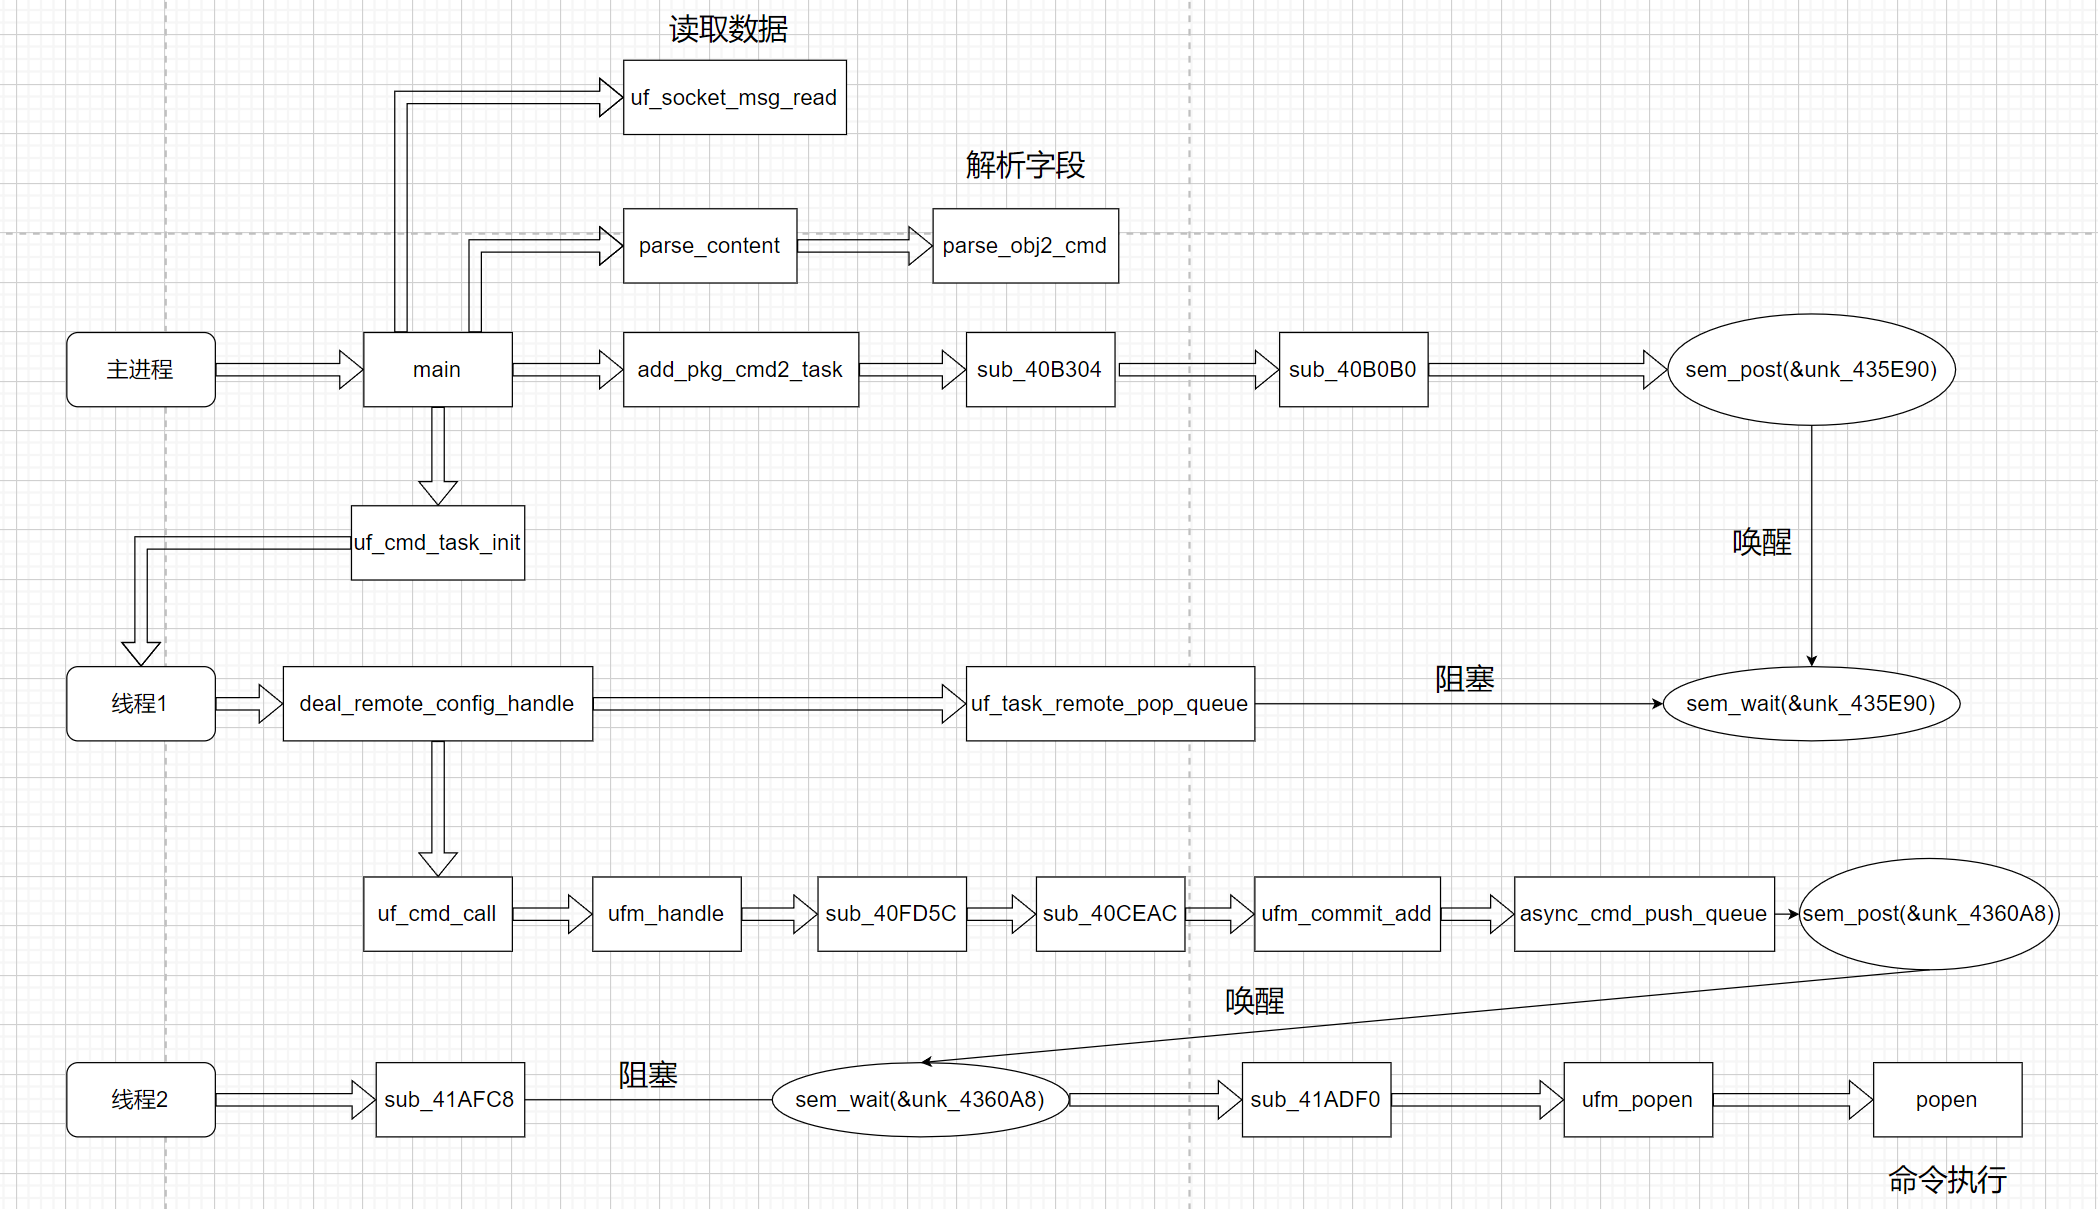 读取数据
uf_socket_msg_read
解析字段
parse_content
parse_obj2_cmd
主进程
main
add_pkg_cmd2_task
sub_40B304
sub_40B0B0
sem_post(&unk_435E90)
uf_cmd_task_init
唤醒
线程1
deal_remote_config_handle
uf_task_remote_pop_queue
阻塞
sem_wait(&unk_435E90)
uf_cmd_call
ufm_handle
sub_40FD5C
sub_40CEAC
ufm_commit_add
async_cmd_push_queue
sem_post(&unk_4360A8)
唤醒
线程2
sub_41AFC8
阻塞
sem_wait(&unk_4360A8)
sub_41ADF0
ufm_popen
popen
命令执行